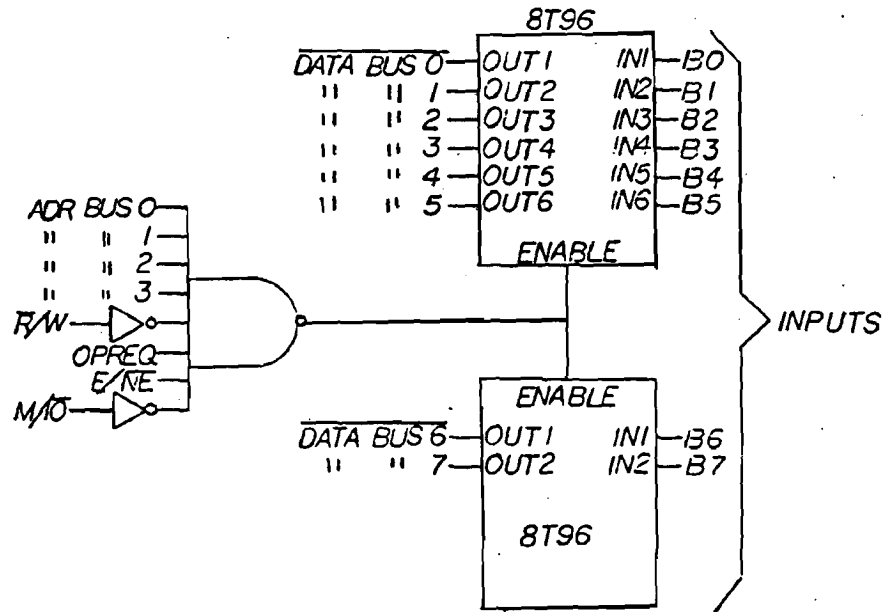 8T96
DATA BUS 0 OUT1 IN1 B0
" " 1 OUT2 IN2 B1
" " 2 OUT3 IN3 B2
" " 3 OUT4 IN4 B3
" " 4 OUT5 IN5 B4
" " 5 OUT6 IN6 B5
ENABLE
ADR BUS 0
" " 1
" " 2
" " 3
R̅/W
OPREQ
E/N̅E̅
M/I̅O̅
INPUTS
ENABLE
DATA BUS 6 OUT1 IN1 B6
" " 7 OUT2 IN2 B7
8T96